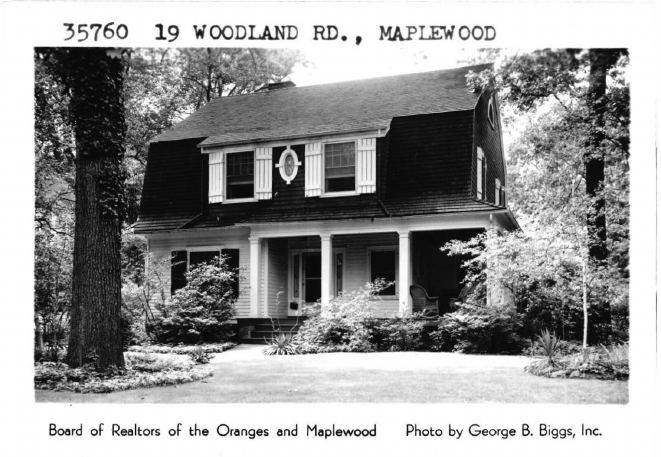 35760 19 WOODLAND RD., MAPLEWOOD
Board of Realtors of the Oranges and Maplewood Photo by George B. Biggs, Inc.